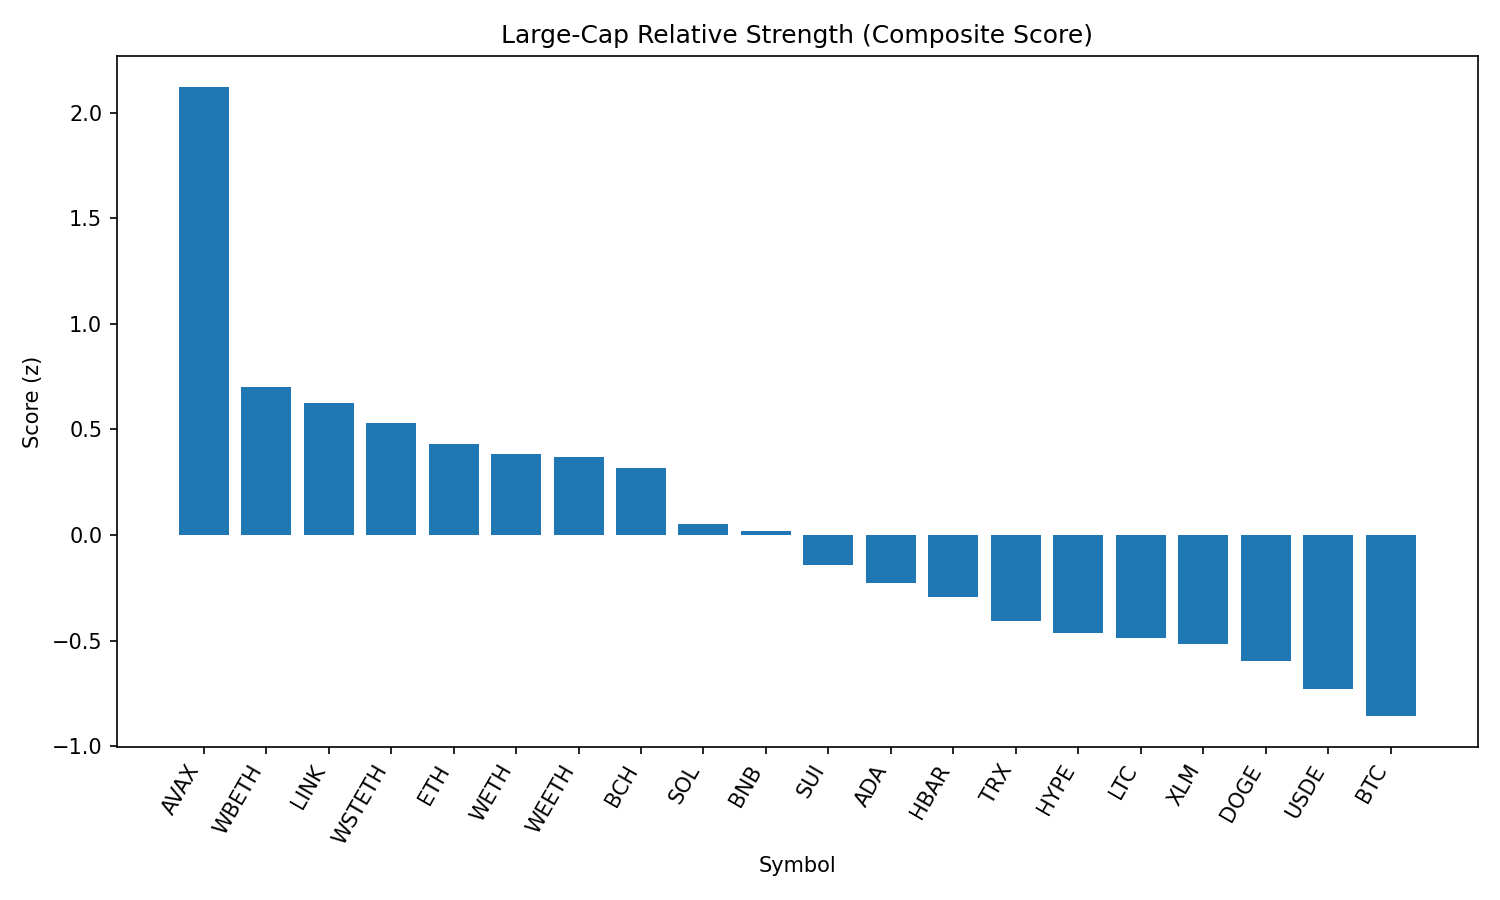 Large-Cap Relative Strength (Composite Score)
Score (z)
2.0
1.5
1.0
0.5
0.0
−0.5
−1.0
AVAX
WBETH
LINK
WSTETH
ETH
WETH
WEETH
BCH
SOL
BNB
SUI
ADA
HBAR
TRX
HYPE
LTC
XLM
DOGE
USDE
BTC
Symbol